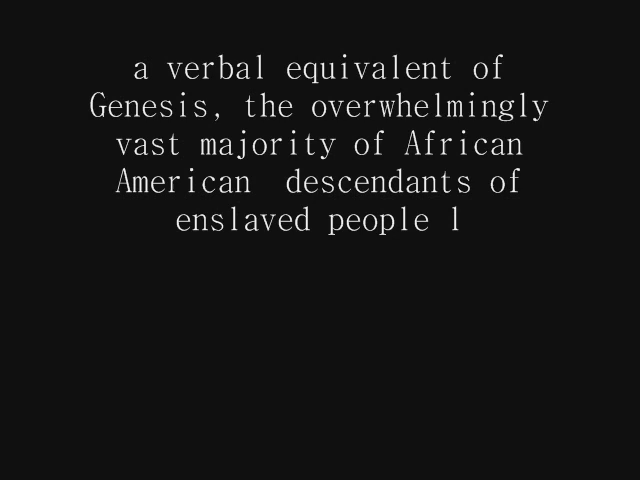 a verbal equivalent of
Genesis, the overwhelmingly
vast majority of African
American  descendants of
enslaved people l